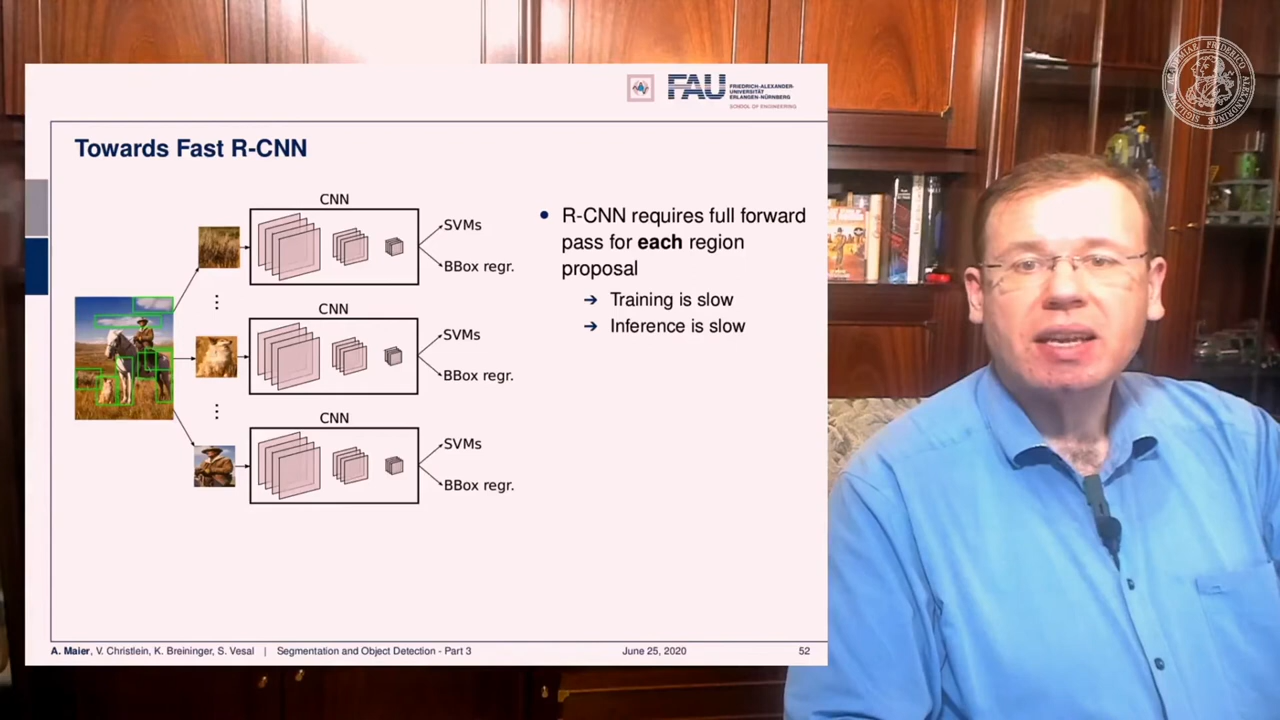 FAU
FRIEDRICH-ALEXANDER-
UNIVERSITÄT
ERLANGEN-NÜRNBERG
SCHOOL OF ENGINEERING
Towards Fast R-CNN
CNN
SVMs
BBox regr.
CNN
SVMs
BBox regr.
CNN
SVMs
BBox regr.
• R-CNN requires full forward
pass for each region
proposal
→ Training is slow
→ Inference is slow
A. Maier, V. Christlein, K. Breininger, S. Vesal | Segmentation and Object Detection - Part 3 June 25, 2020 52